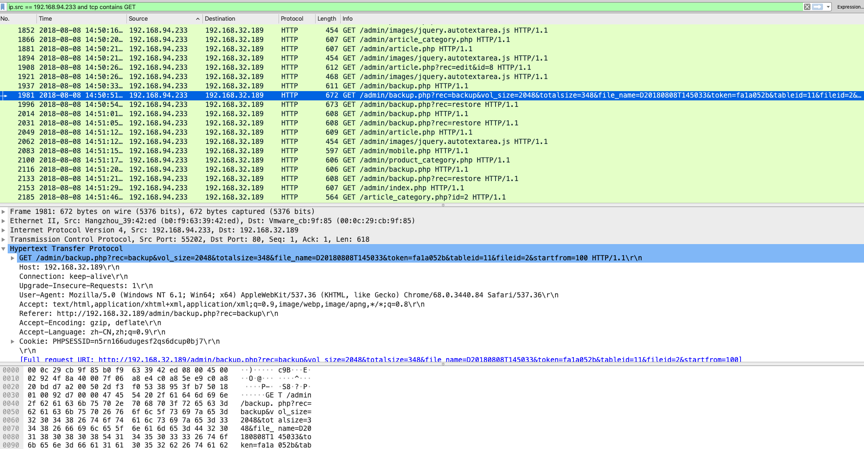 ip.src == 192.168.94.233 and tcp contains GET
Expression…
No. Time Source Destination Protocol Length Info
1852 2018-08-08 14:50:16… 192.168.94.233 192.168.32.189 HTTP 454 GET /admin/images/jquery.autotextarea.js HTTP/1.1
1866 2018-08-08 14:50:20… 192.168.94.233 192.168.32.189 HTTP 607 GET /admin/article_category.php HTTP/1.1
1881 2018-08-08 14:50:21… 192.168.94.233 192.168.32.189 HTTP 607 GET /admin/article.php HTTP/1.1
1894 2018-08-08 14:50:21… 192.168.94.233 192.168.32.189 HTTP 454 GET /admin/images/jquery.autotextarea.js HTTP/1.1
1908 2018-08-08 14:50:26… 192.168.94.233 192.168.32.189 HTTP 612 GET /admin/article.php?rec=edit&id=8 HTTP/1.1
1921 2018-08-08 14:50:26… 192.168.94.233 192.168.32.189 HTTP 468 GET /admin/images/jquery.autotextarea.js HTTP/1.1
1937 2018-08-08 14:50:33… 192.168.94.233 192.168.32.189 HTTP 611 GET /admin/backup.php HTTP/1.1
1981 2018-08-08 14:50:51… 192.168.94.233 192.168.32.189 HTTP 672 GET /admin/backup.php?rec=backup&vol_size=2048&totalsize=348&file_name=D20180808T145033&token=fa1a052b&tableid=11&fileid=2&…
1996 2018-08-08 14:50:54… 192.168.94.233 192.168.32.189 HTTP 673 GET /admin/backup.php?rec=restore HTTP/1.1
2014 2018-08-08 14:51:01… 192.168.94.233 192.168.32.189 HTTP 608 GET /admin/backup.php HTTP/1.1
2031 2018-08-08 14:51:05… 192.168.94.233 192.168.32.189 HTTP 608 GET /admin/backup.php?rec=restore HTTP/1.1
2049 2018-08-08 14:51:12… 192.168.94.233 192.168.32.189 HTTP 609 GET /admin/article.php HTTP/1.1
2062 2018-08-08 14:51:12… 192.168.94.233 192.168.32.189 HTTP 454 GET /admin/images/jquery.autotextarea.js HTTP/1.1
2083 2018-08-08 14:51:15… 192.168.94.233 192.168.32.189 HTTP 597 GET /admin/mobile.php HTTP/1.1
2100 2018-08-08 14:51:17… 192.168.94.233 192.168.32.189 HTTP 606 GET /admin/product_category.php HTTP/1.1
2116 2018-08-08 14:51:20… 192.168.94.233 192.168.32.189 HTTP 606 GET /admin/backup.php HTTP/1.1
2133 2018-08-08 14:51:21… 192.168.94.233 192.168.32.189 HTTP 608 GET /admin/backup.php?rec=restore HTTP/1.1
2153 2018-08-08 14:51:29… 192.168.94.233 192.168.32.189 HTTP 607 GET /admin/index.php HTTP/1.1
2185 2018-08-08 14:51:46… 192.168.94.233 192.168.32.189 HTTP 564 GET /article_category.php?id=2 HTTP/1.1
Frame 1981: 672 bytes on wire (5376 bits), 672 bytes captured (5376 bits)
Ethernet II, Src: Hangzhou_39:42:ed (b0:f9:63:39:42:ed), Dst: Vmware_cb:9f:85 (00:0c:29:cb:9f:85)
Internet Protocol Version 4, Src: 192.168.94.233, Dst: 192.168.32.189
Transmission Control Protocol, Src Port: 55202, Dst Port: 80, Seq: 1, Ack: 1, Len: 618
Hypertext Transfer Protocol
GET /admin/backup.php?rec=backup&vol_size=2048&totalsize=348&file_name=D20180808T145033&token=fa1a052b&tableid=11&fileid=2&startfrom=100 HTTP/1.1\r\n
Host: 192.168.32.189\r\n
Connection: keep-alive\r\n
Upgrade-Insecure-Requests: 1\r\n
User-Agent: Mozilla/5.0 (Windows NT 6.1; Win64; x64) AppleWebKit/537.36 (KHTML, like Gecko) Chrome/68.0.3440.84 Safari/537.36\r\n
Accept: text/html,application/xhtml+xml,application/xml;q=0.9,image/webp,image/apng,*/*;q=0.8\r\n
Referer: http://192.168.32.189/admin/backup.php?rec=backup\r\n
Accept-Encoding: gzip, deflate\r\n
Accept-Language: zh-CN,zh;q=0.9\r\n
Cookie: PHPSESSID=n5rn166udugesf2qs6dcup0bj7\r\n
\r\n
[Full request URI: http://192.168.32.189/admin/backup.php?rec=backup&vol_size=2048&totalsize=348&file_name=D20180808T145033&token=fa1a052b&tableid=11&fileid=2&startfrom=100]
0000 00 0c 29 cb 9f 85 b0 f9 63 39 42 ed 08 00 45 00 ··)····· c9B···E·
0010 02 92 4f 8a 40 00 7f 06 a8 e4 c0 a8 5e e9 c0 a8 ··O·@··· ····^···
0020 20 bd d7 a2 00 50 2d f3 f0 53 38 95 3f b7 50 18 ····P-· ·S8·?·P·
0030 01 00 92 d7 00 00 47 45 54 20 2f 61 64 6d 69 6e ······GE T /admin
0040 2f 62 61 63 6b 75 70 2e 70 68 70 3f 72 65 63 3d /backup. php?rec=
0050 62 61 63 6b 75 70 26 76 6f 6c 5f 73 69 7a 65 3d backup&v ol_size=
0060 32 30 34 38 26 74 6f 74 61 6c 73 69 7a 65 3d 33 2048&tot alsize=3
0070 34 38 26 66 69 6c 65 5f 6e 61 6d 65 3d 44 32 30 48&file_ name=D20
0080 31 38 30 38 30 38 54 31 34 35 30 33 33 26 74 6f 180808T1 45033&to
0090 6b 65 6e 3d 66 61 31 61 30 35 32 62 26 74 61 62 ken=fa1a 052b&tab